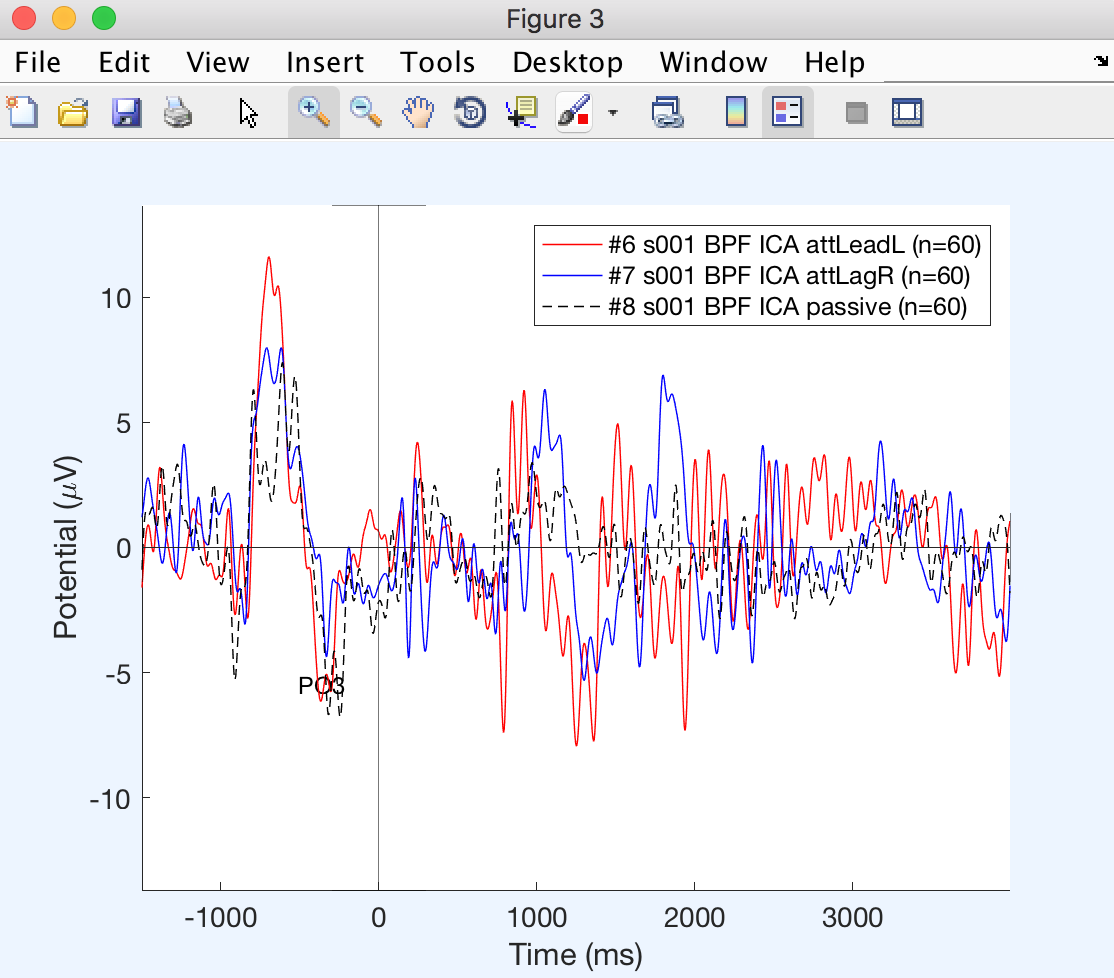 Figure 3
File Edit View Insert Tools Desktop Window Help
#6 s001 BPF ICA attLeadL (n=60)
#7 s001 BPF ICA attLagR (n=60)
#8 s001 BPF ICA passive (n=60)
10
5
0
-5
-10
Potential (μV)
PO3
-1000 0 1000 2000 3000
Time (ms)